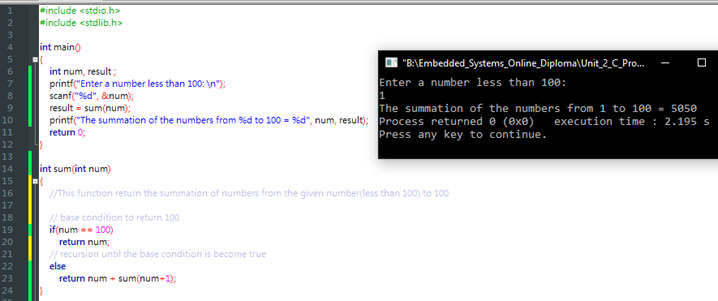 1 #include <stdio.h>
2 #include <stdlib.h>
3
4 int main()
5 {
6 int num, result ;
7 printf("Enter a number less than 100: \n");
8 scanf("%d", &num);
9 result = sum(num);
10 printf("The summation of the numbers from %d to 100 = %d", num, result);
11 return 0;
12 }
13
14 int sum(int num)
15 {
16 //This function return the summation of numbers from the given number(less than 100) to 100
17
18 // base condition to return 100
19 if(num == 100)
20 return num;
21 // recursion until the base condition is become true
22 else
23 return num + sum(num+1);
24 }
"B:\Embedded_Systems_Online_Diploma\Unit_2_C_Pro...
Enter a number less than 100:
1
The summation of the numbers from 1 to 100 = 5050
Process returned 0 (0x0) execution time : 2.195 s
Press any key to continue.